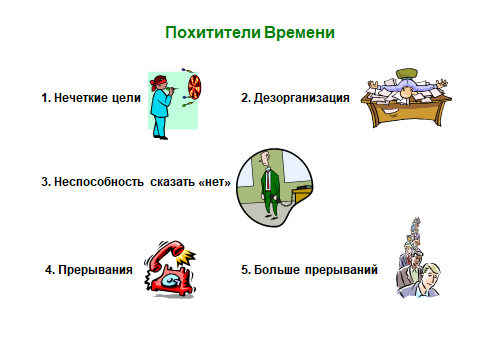 Похитители Времени
1. Нечеткие цели
2. Дезорганизация
3. Неспособность сказать «нет»
4. Прерывания
5. Больше прерываний